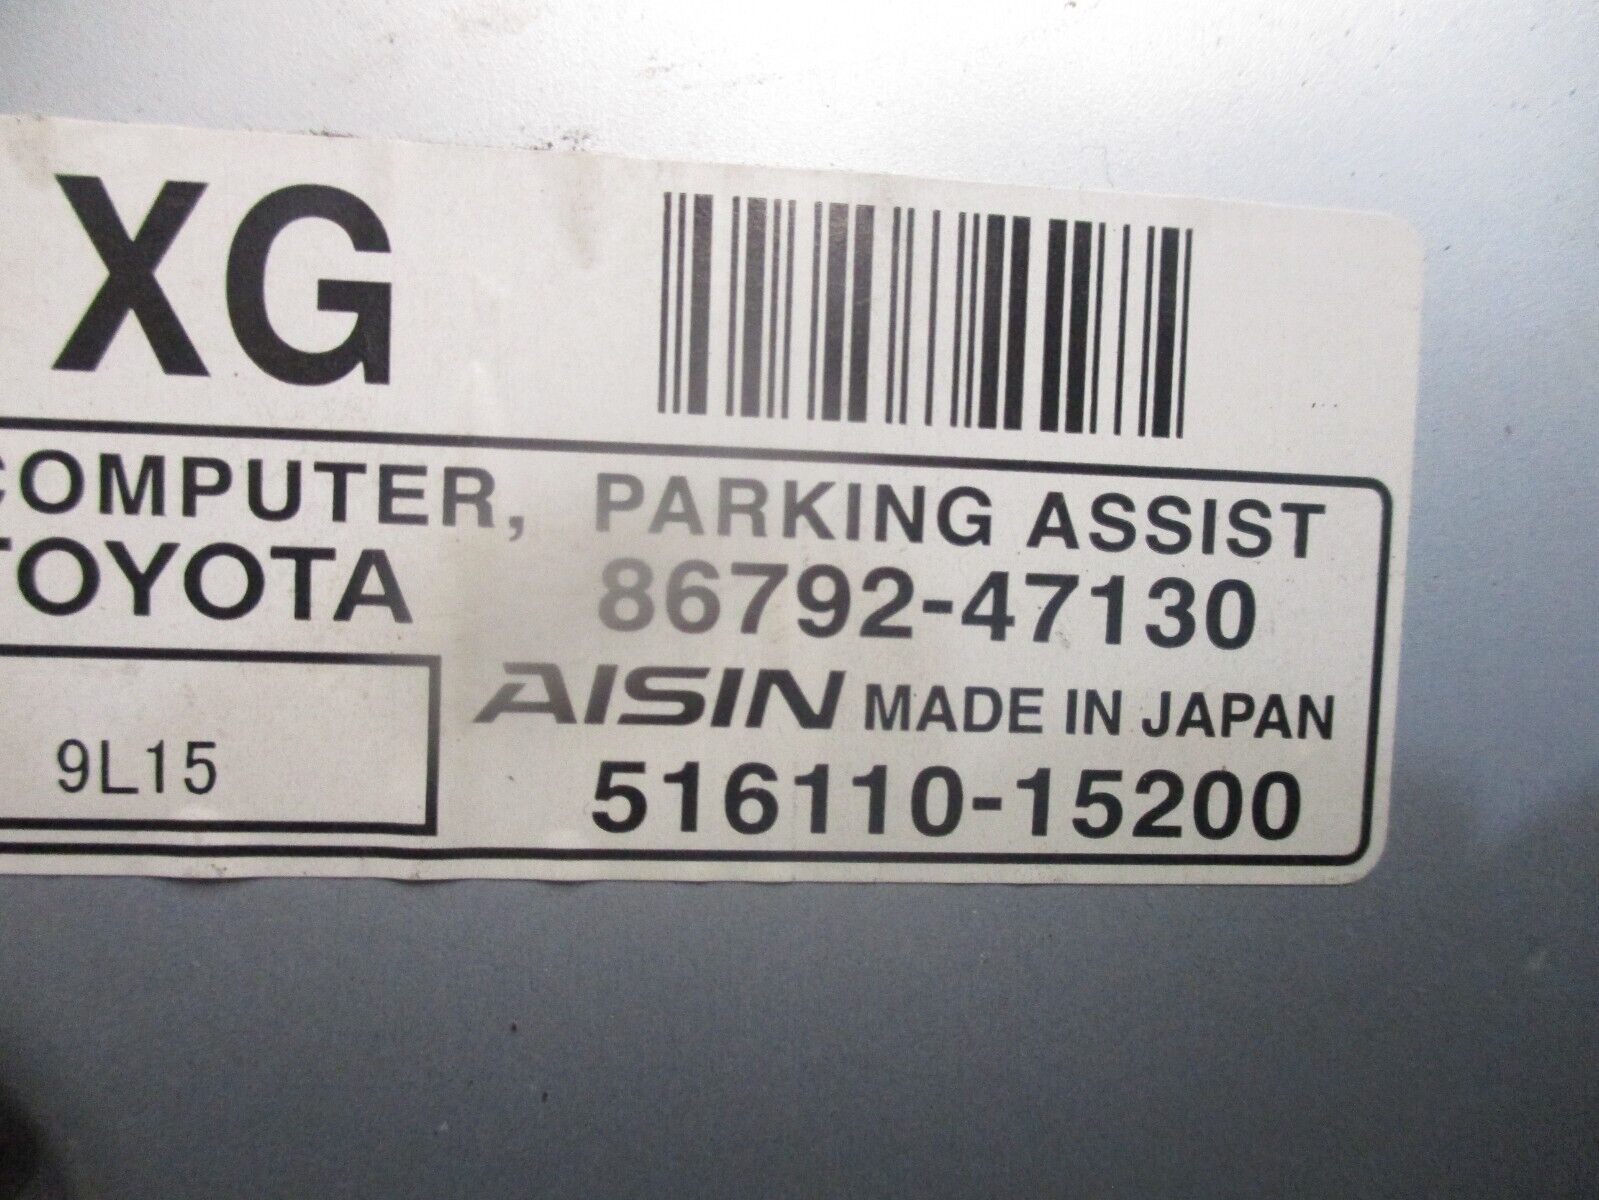 XG
COMPUTER, PARKING ASSIST
TOYOTA 86792-47130
AISIN MADE IN JAPAN
9L15
516110-15200